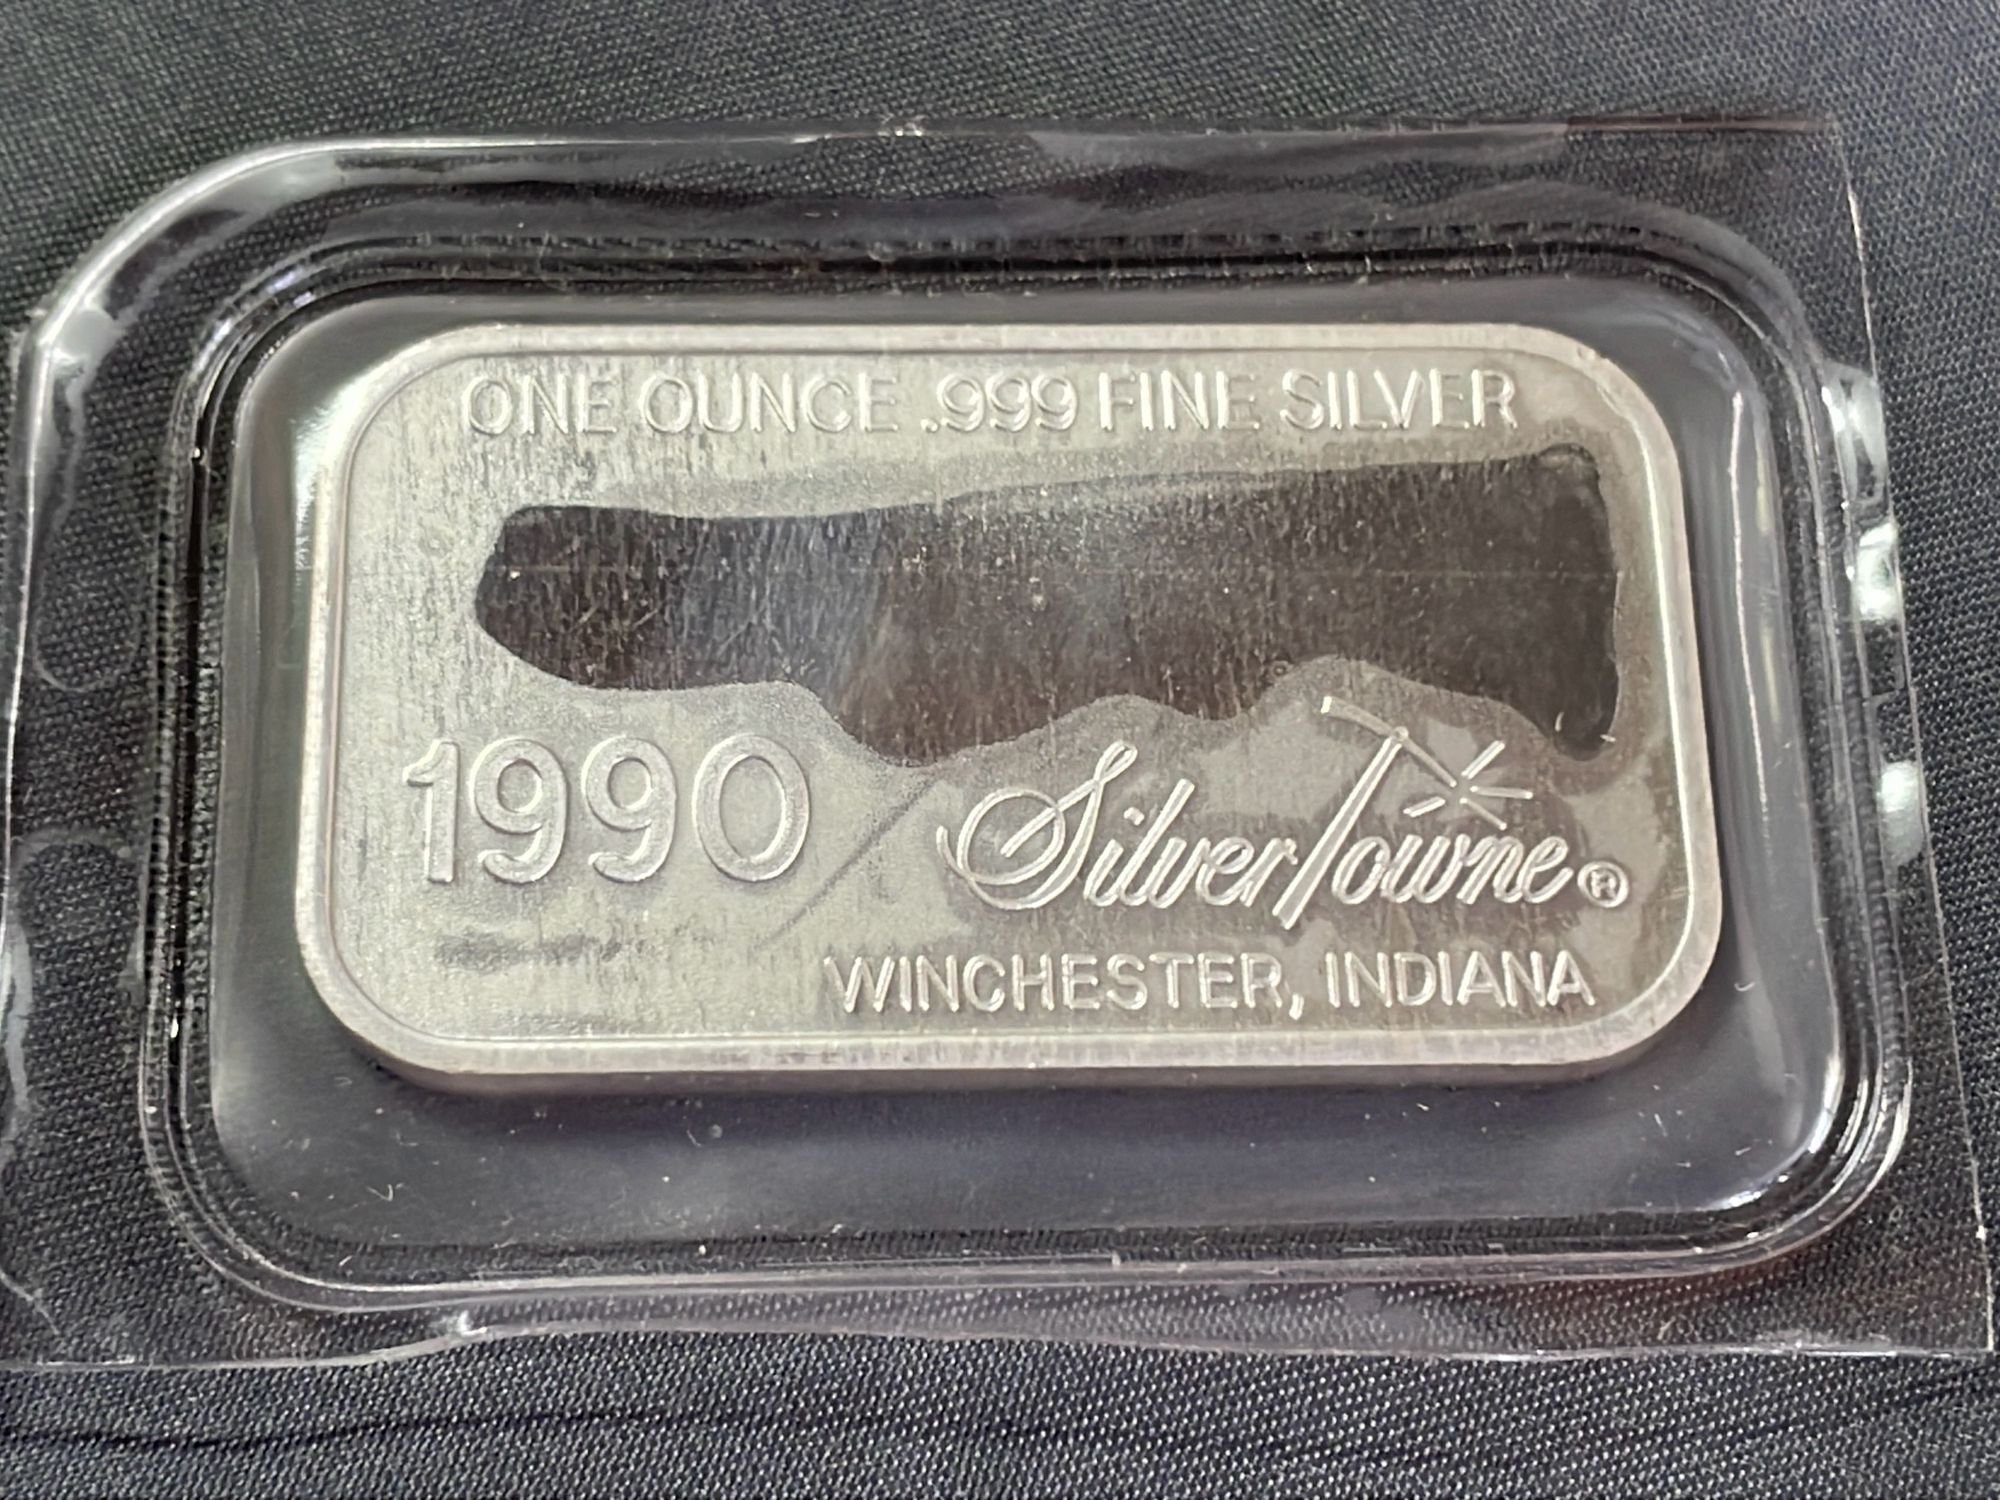 ONE OUNCE .999 FINE SILVER
1990
SilverTowne®
WINCHESTER, INDIANA